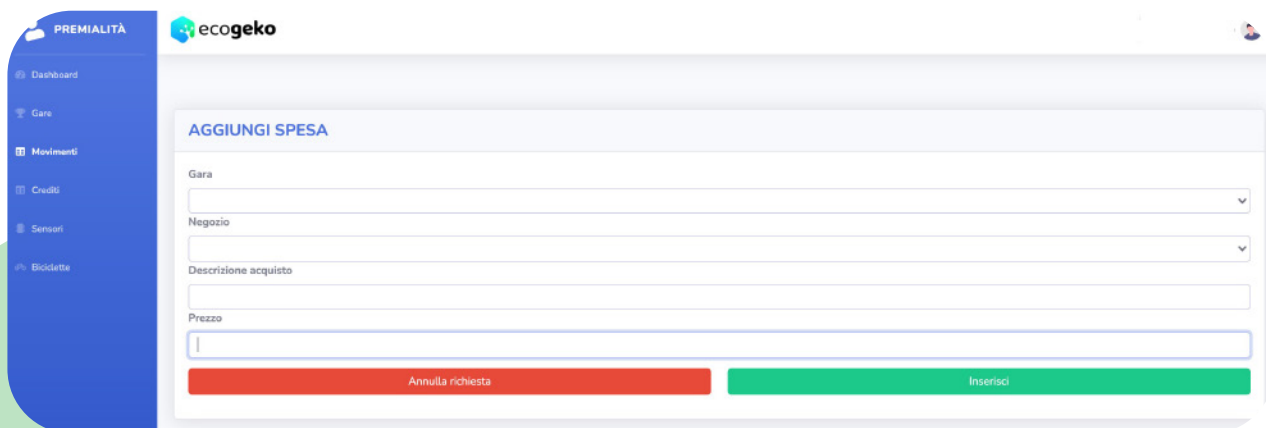 PREMIALITÀ
ecogeko
Dashboard
Gare
Movimenti
Crediti
Sensori
Biciclette
AGGIUNGI SPESA
Gara
Negozio
Descrizione acquisto
Prezzo
Annulla richiesta
Inserisci